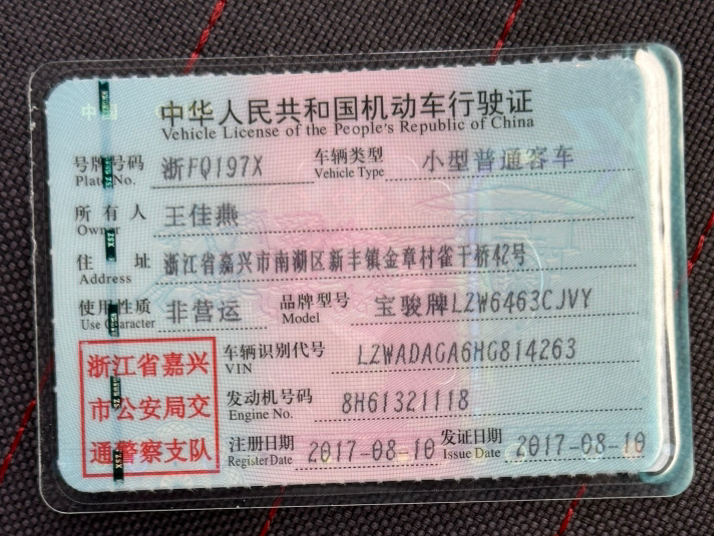 中华人民共和国机动车行驶证
Vehicle License of the People's Republic of China
号牌号码 浙FQ197X 车辆类型 小型普通客车
Plate No. Vehicle Type
所有人 王佳燕
Owner
住址 浙江省嘉兴市南湖区新丰镇金章村雀干桥42号
Address
使用性质 非营运 品牌型号 宝骏牌LZW6463CJVY
Use Character Model
浙江省嘉兴
市公安局交
通警察支队
车辆识别代号 LZWADAGA6HG814263
VIN
发动机号码 8H61321118
Engine No.
注册日期 2017-08-10 发证日期 2017-08-10
Register Date Issue Date